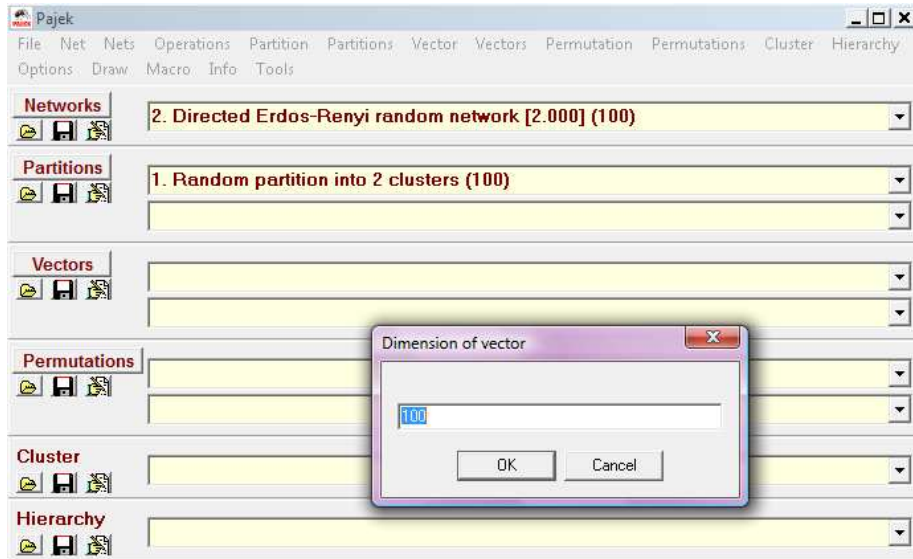 Pajek
File Net Nets Operations Partition Partitions Vector Vectors Permutation Permutations Cluster Hierarchy
Options Draw Macro Info Tools
Networks
2. Directed Erdos-Renyi random network [2.000] (100)
Partitions
1. Random partition into 2 clusters (100)
Vectors
Dimension of vector
Permutations
100
OK Cancel
Cluster
Hierarchy